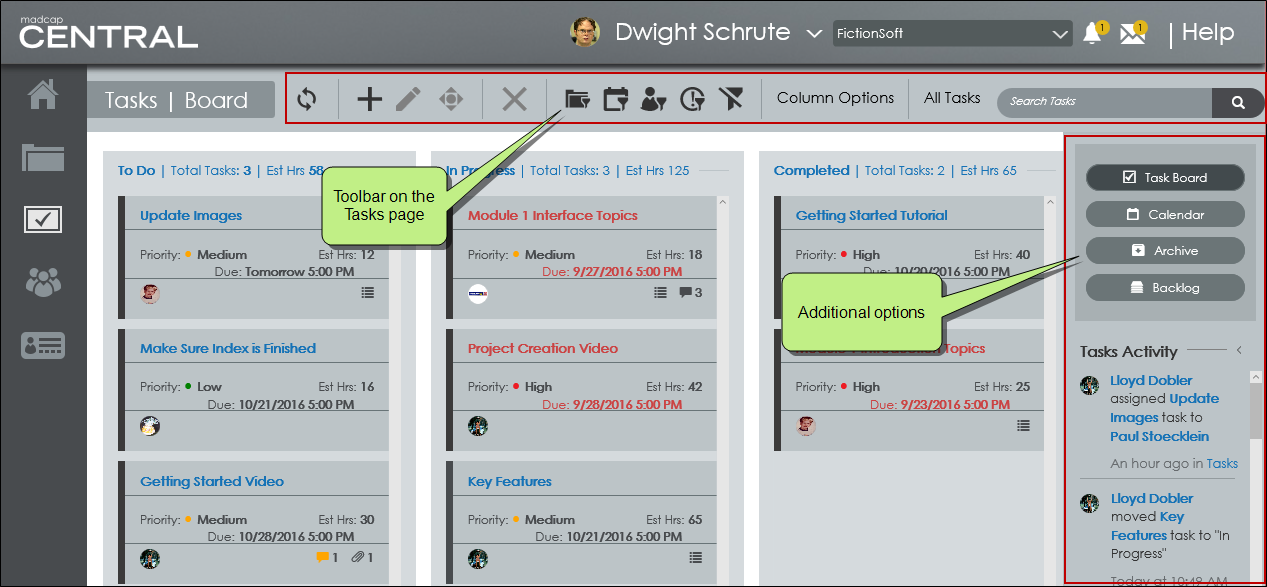 madcap
CENTRAL
Dwight Schrute
FictionSoft
1
1
| Help
Tasks | Board
Column Options
All Tasks
Search Tasks
To Do | Total Tasks: 3 | Est Hrs 58
Update Images
Priority: Medium Est Hrs: 12
Due: Tomorrow 5:00 PM
Make Sure Index is Finished
Priority: Low Est Hrs: 16
Due: 10/21/2016 5:00 PM
Getting Started Video
Priority: Medium Est Hrs: 30
Due: 10/28/2016 5:00 PM
1 1
Toolbar on the
Tasks page
In Progress | Total Tasks: 3 | Est Hrs 125
Module 1 Interface Topics
Priority: Medium Est Hrs: 18
Due: 9/27/2016 5:00 PM
3
Project Creation Video
Priority: High Est Hrs: 42
Due: 9/28/2016 5:00 PM
Key Features
Priority: Medium Est Hrs: 65
Due: 10/21/2016 5:00 PM
Completed | Total Tasks: 2 | Est Hrs 65
Getting Started Tutorial
Priority: High Est Hrs: 40
Due: 10/20/2016 5:00 PM
Additional options
Topics
Priority: High Est Hrs: 25
Due: 9/23/2016 5:00 PM
Task Board
Calendar
Archive
Backlog
Tasks Activity
Lloyd Dobler
assigned Update
Images task to
Paul Stoecklein
An hour ago in Tasks
Lloyd Dobler
moved Key
Features task to "In
Progress"
Today at 10:48 AM